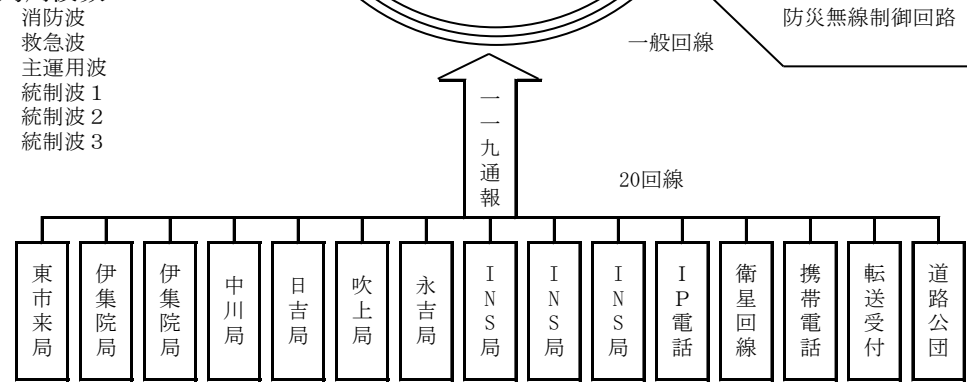 消防波
救急波
主運用波
統制波１
統制波２
統制波３
防災無線制御回路
一般回線
一一九通報
20回線
東市来局
伊集院局
伊集院局
中川局
日吉局
吹上局
永吉局
ＩＮＳ局
ＩＮＳ局
ＩＮＳ局
ＩＰ電話
衛星回線
携帯電話
転送受付
道路公団